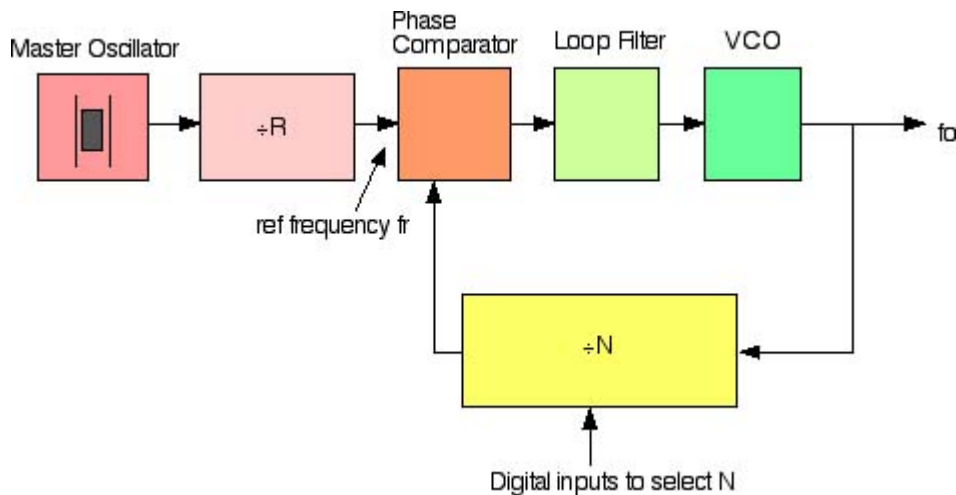 Phase
Comparator
Master Oscillator
Loop Filter
VCO
÷R
fo
ref frequency fr
÷N
Digital inputs to select N